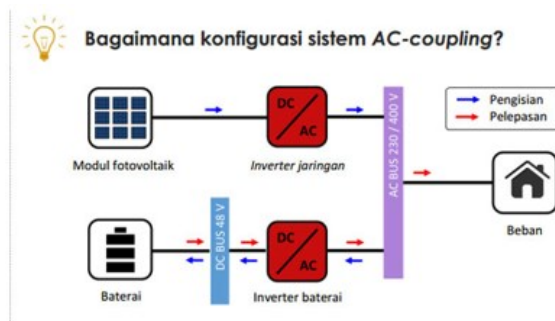 Bagaimana konfigurasi sistem AC-coupling?
DC
AC
Modul fotovoltaik
Inverter jaringan
AC BUS 230 / 400 V
Pengisian
Pelepasan
Beban
DC BUS 48 V
DC
AC
Baterai
Inverter baterai